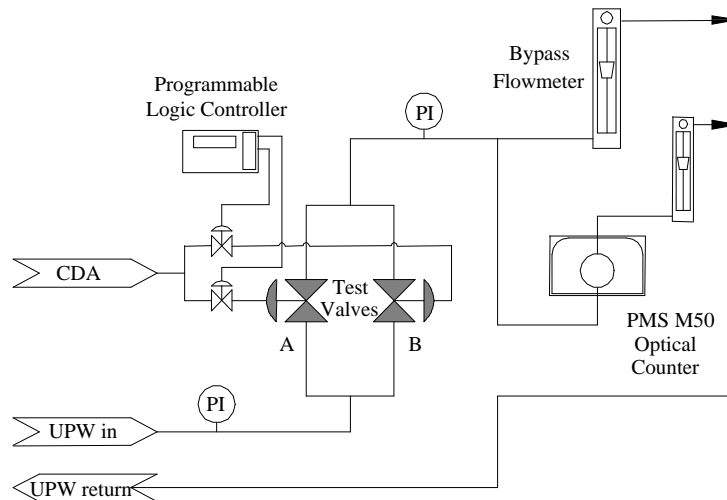 Bypass
Flowmeter
Programmable
Logic Controller
PI
CDA
Test
Valves
A
B
PMS M50
Optical
Counter
PI
UPW in
UPW return